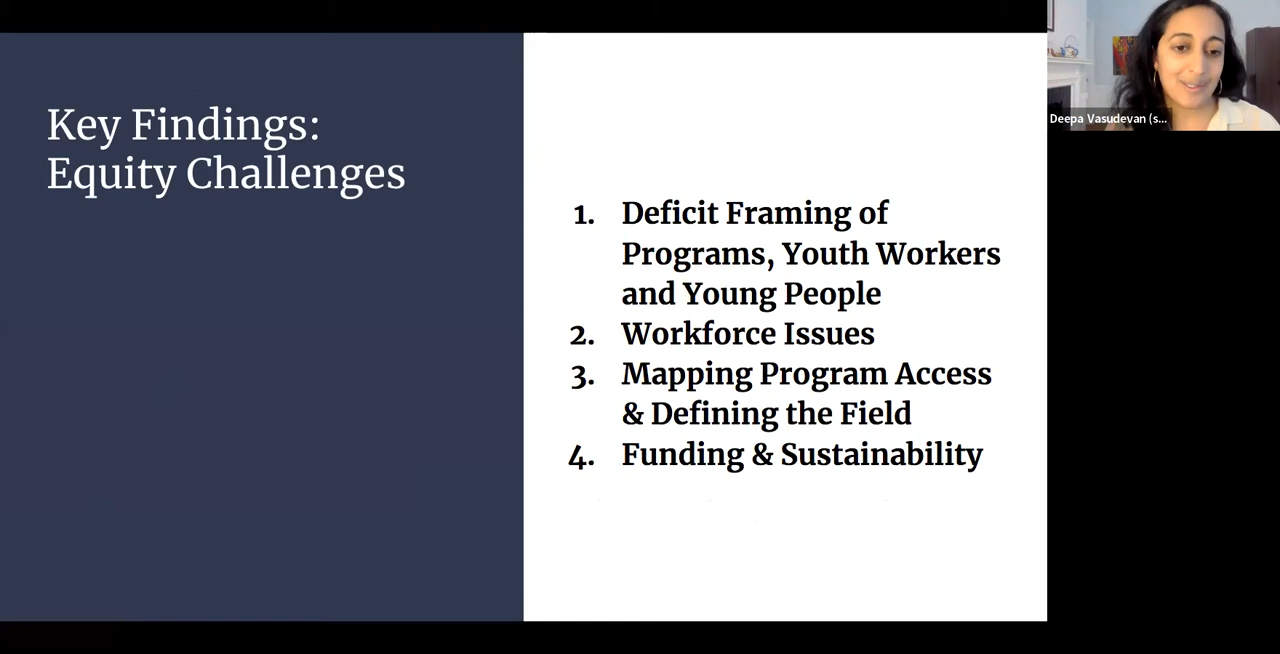 Key Findings:
Equity Challenges
1. Deficit Framing of
Programs, Youth Workers
and Young People
2. Workforce Issues
3. Mapping Program Access
& Defining the Field
4. Funding & Sustainability
Deepa Vasudevan (s...